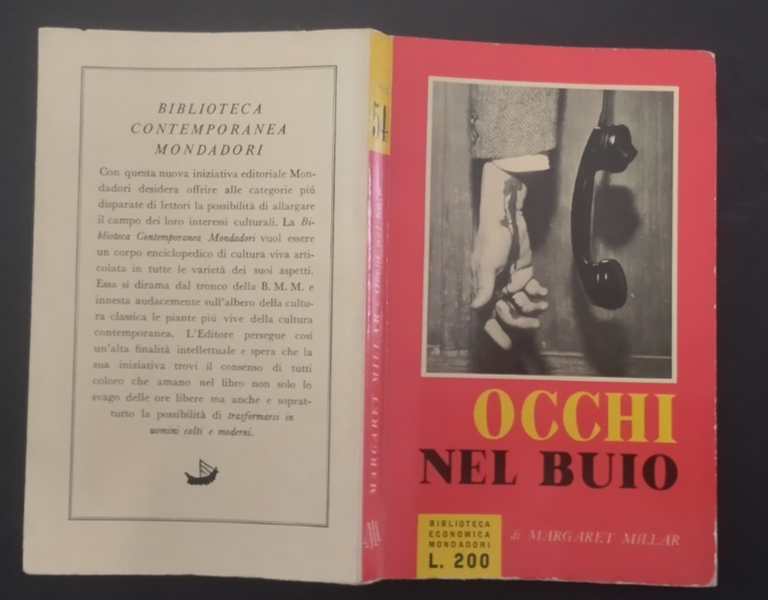 BIBLIOTECA
CONTEMPORANEA
MONDADORI
Con questa nuova iniziativa editoriale Mon-
dadori desidera offrire alle categorie piú
disparate di lettori la possibilità di allargare
il campo dei loro interessi culturali. La Bi-
blioteca Contemporanea Mondadori vuol essere
un corpo enciclopedico di cultura viva arti-
colata in tutte le varietà dei suoi aspetti.
Essa si dirama dal tronco della B. M. M. e
innesta audacemente sull'albero della cultu-
ra classica le piante piú vive della cultura
contemporanea. L'Editore persegue cosí
un'alta finalità intellettuale e spera che la
sua iniziativa trovi il consenso di tutti
coloro che amano nel libro non solo lo
svago delle ore libere ma anche e soprat-
tutto la possibilità di trasformarsi in
uomini colti e moderni.
54
MARGARET MILLAR - OCCHI NEL BUIO
OCCHI
NEL BUIO
di MARGARET MILLAR
BIBLIOTECA
ECONOMICA
MONDADORI
L. 200